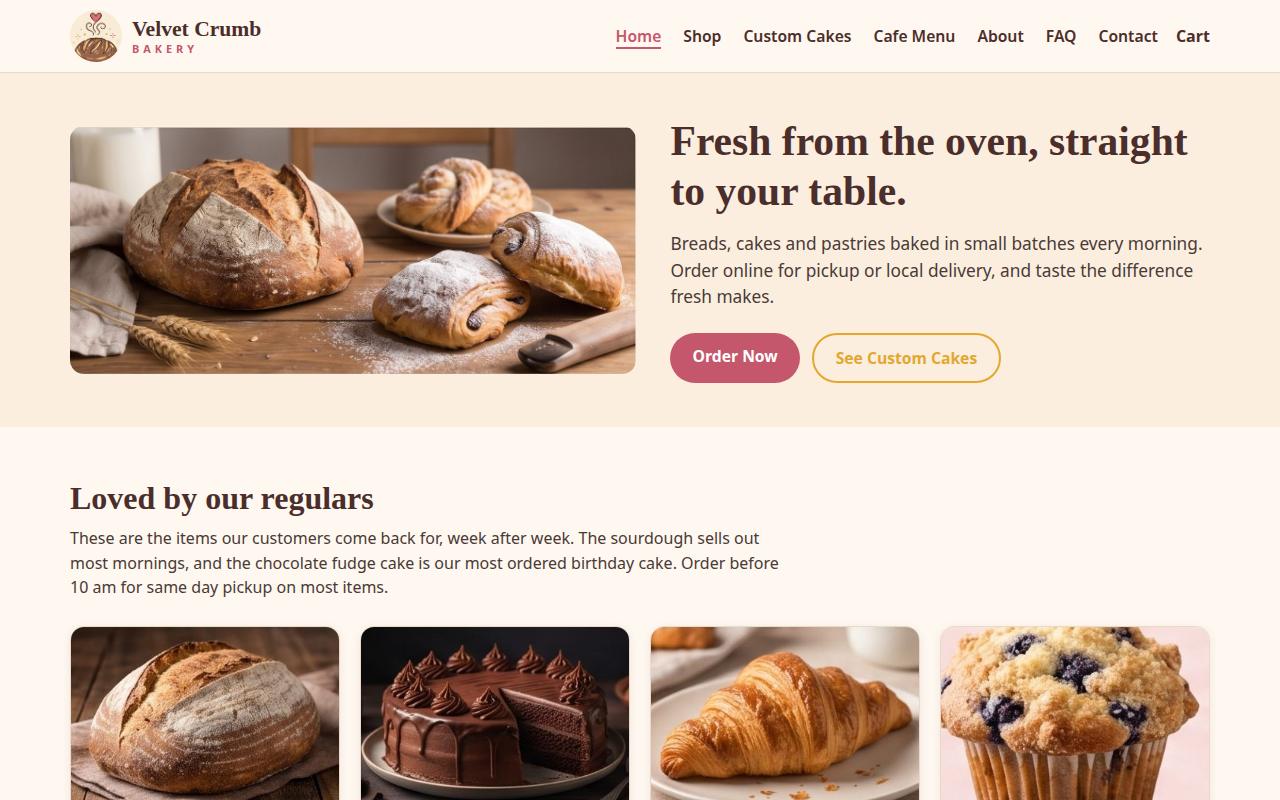 Velvet Crumb
BAKERY
Home Shop Custom Cakes Cafe Menu About FAQ Contact Cart
Fresh from the oven, straight
to your table.
Breads, cakes and pastries baked in small batches every morning.
Order online for pickup or local delivery, and taste the difference
fresh makes.
Order Now See Custom Cakes
Loved by our regulars
These are the items our customers come back for, week after week. The sourdough sells out
most mornings, and the chocolate fudge cake is our most ordered birthday cake. Order before
10 am for same day pickup on most items.